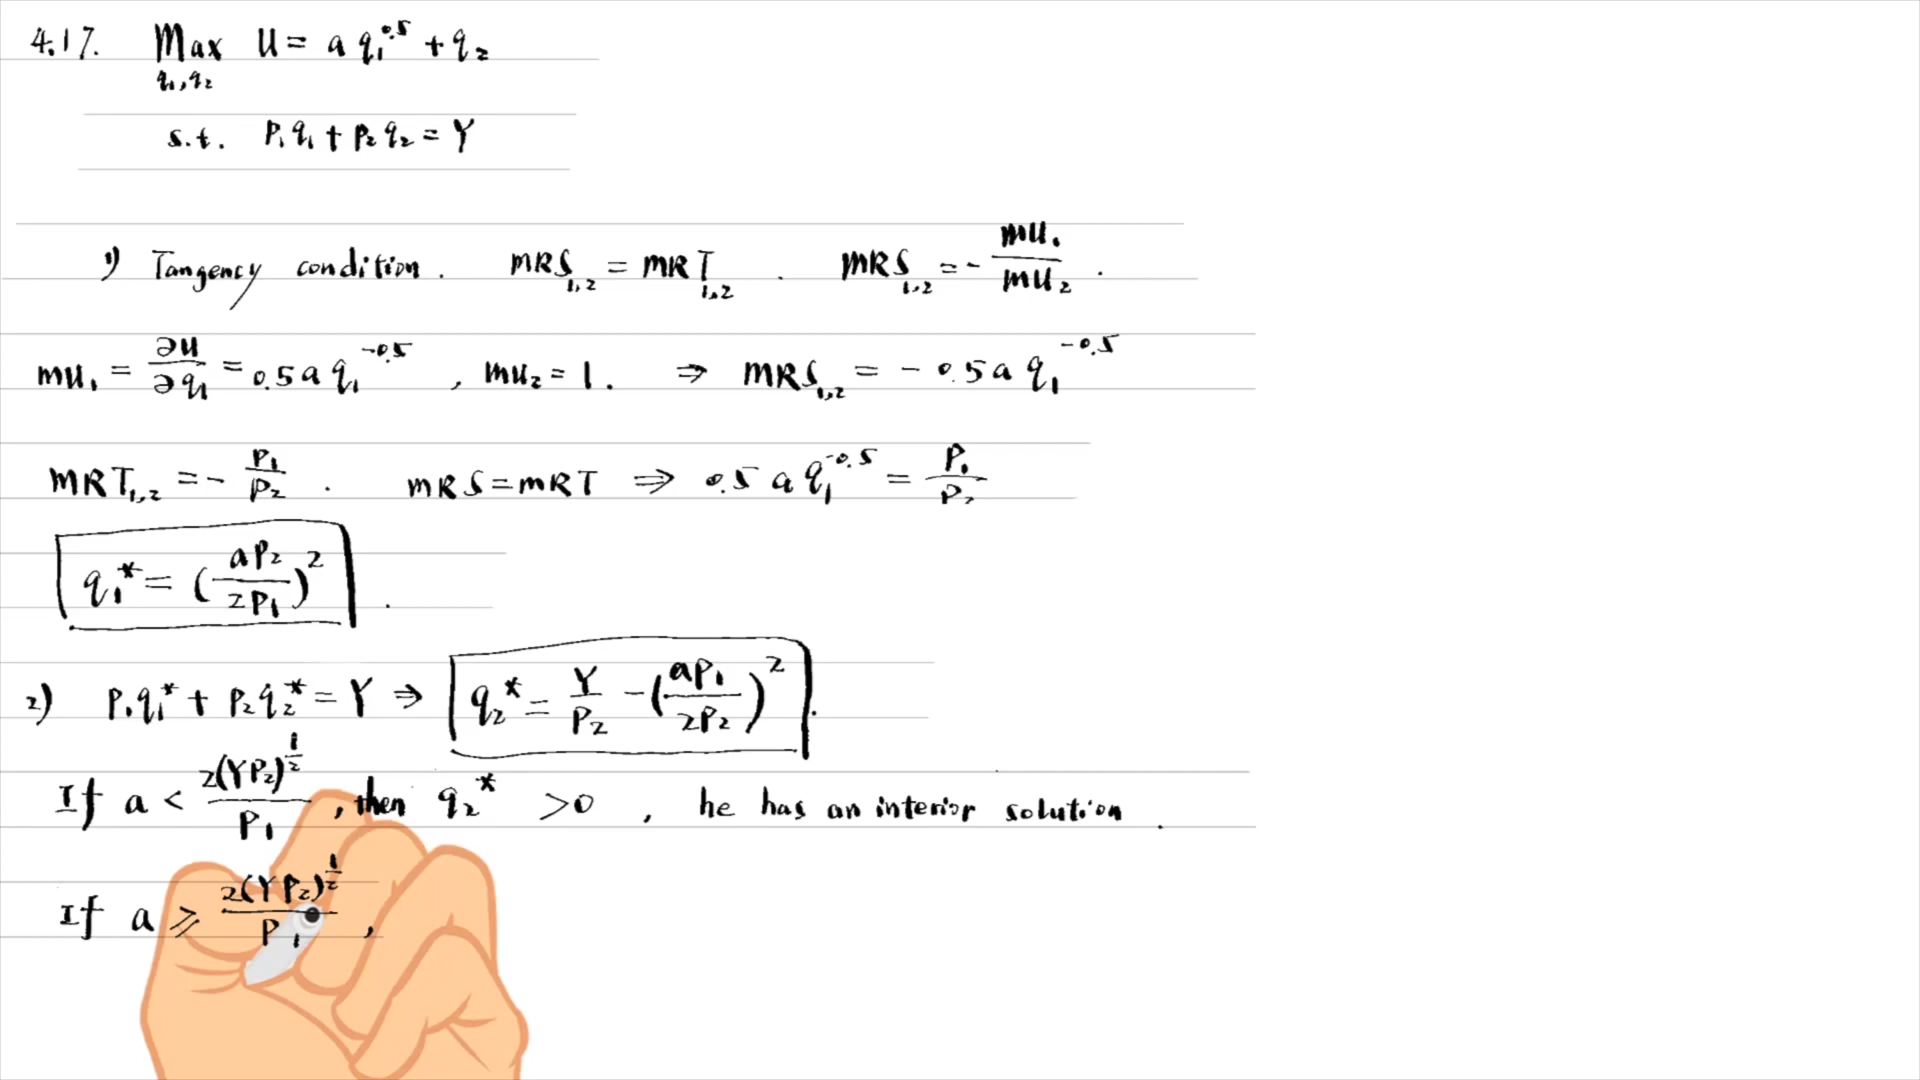 4.17. Max U = a q₁^0.5 + q₂
q₁,q₂
s.t. P₁q₁ + P₂q₂ = Y
1) Tangency condition. MRS₁,₂ = MRT₁,₂ . MRS₁,₂ = - MU₁/MU₂ .
MU₁ = ∂U/∂q₁ = 0.5 a q₁^-0.5 , MU₂ = 1. ⇒ MRS₁,₂ = - 0.5 a q₁^-0.5
MRT₁,₂ = - P₁/P₂ . MRS = MRT ⇒ 0.5 a q₁^-0.5 = P₁/P₂
q₁* = (aP₂/2P₁)² .
2) P₁q₁* + P₂q₂* = Y ⇒ q₂* = Y/P₂ - (aP₁/2P₂)² .
If a < 2(YP₂)^½/P₁ , then q₂* > 0 , he has an interior solution .
If a ≥ 2(YP₂)^½/P₁ ,